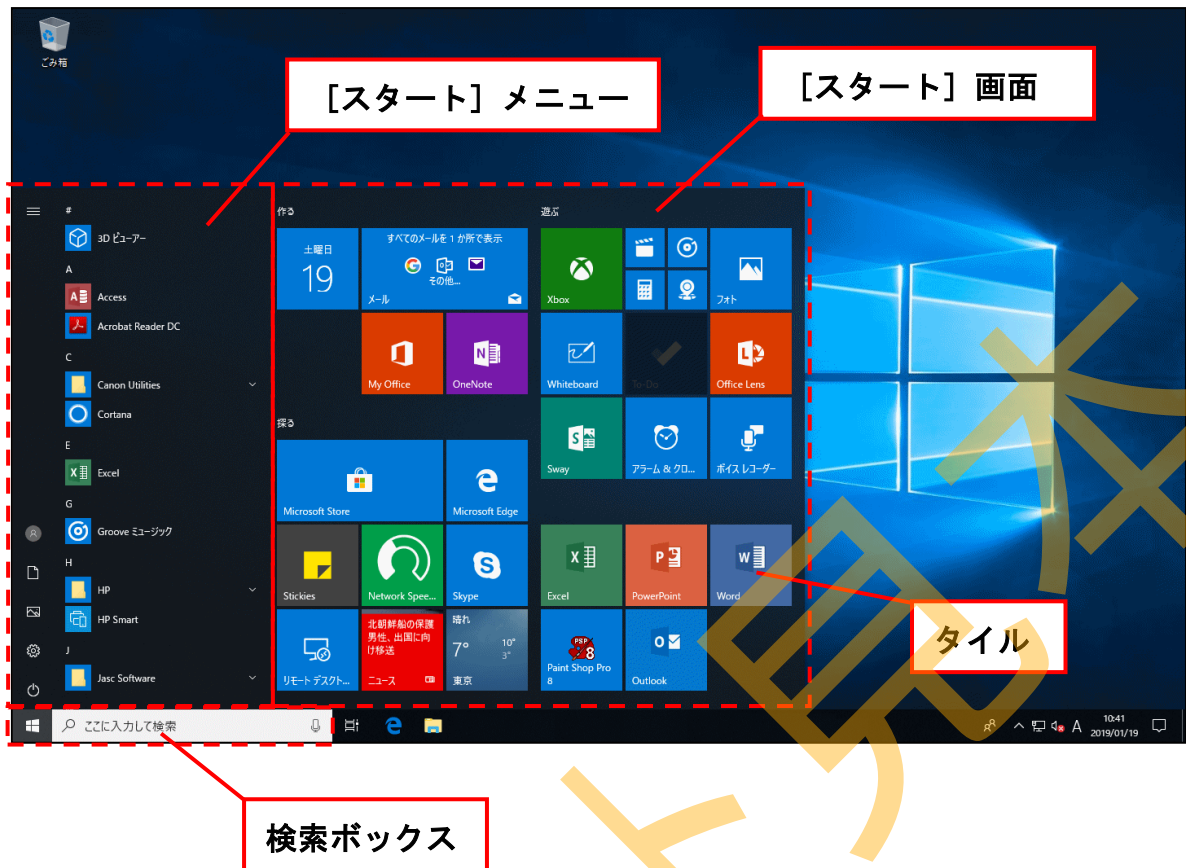 ごみ箱
［スタート］メニュー
［スタート］画面
#
3D ビューアー
A
Access
Acrobat Reader DC
C
Canon Utilities
Cortana
E
Excel
G
Groove ミュージック
H
HP
HP Smart
J
Jasc Software
作る
土曜日
19
すべてのメールを 1 か所で表示
その他...
メール
My Office
OneNote
探る
Microsoft Store
Microsoft Edge
Stickies
Network Spee...
Skype
リモート デスクト...
北朝鮮船の保護
男性、出国に向
け移送
ニュース
晴れ
7°
10°
3°
東京
遊ぶ
Xbox
フォト
Whiteboard
To-Do
Office Lens
Sway
アラーム & クロ...
ボイス レコーダー
Excel
PowerPoint
Word
Paint Shop Pro
8
Outlook
タイル
ここに入力して検索
A
10:41
2019/01/19
検索ボックス